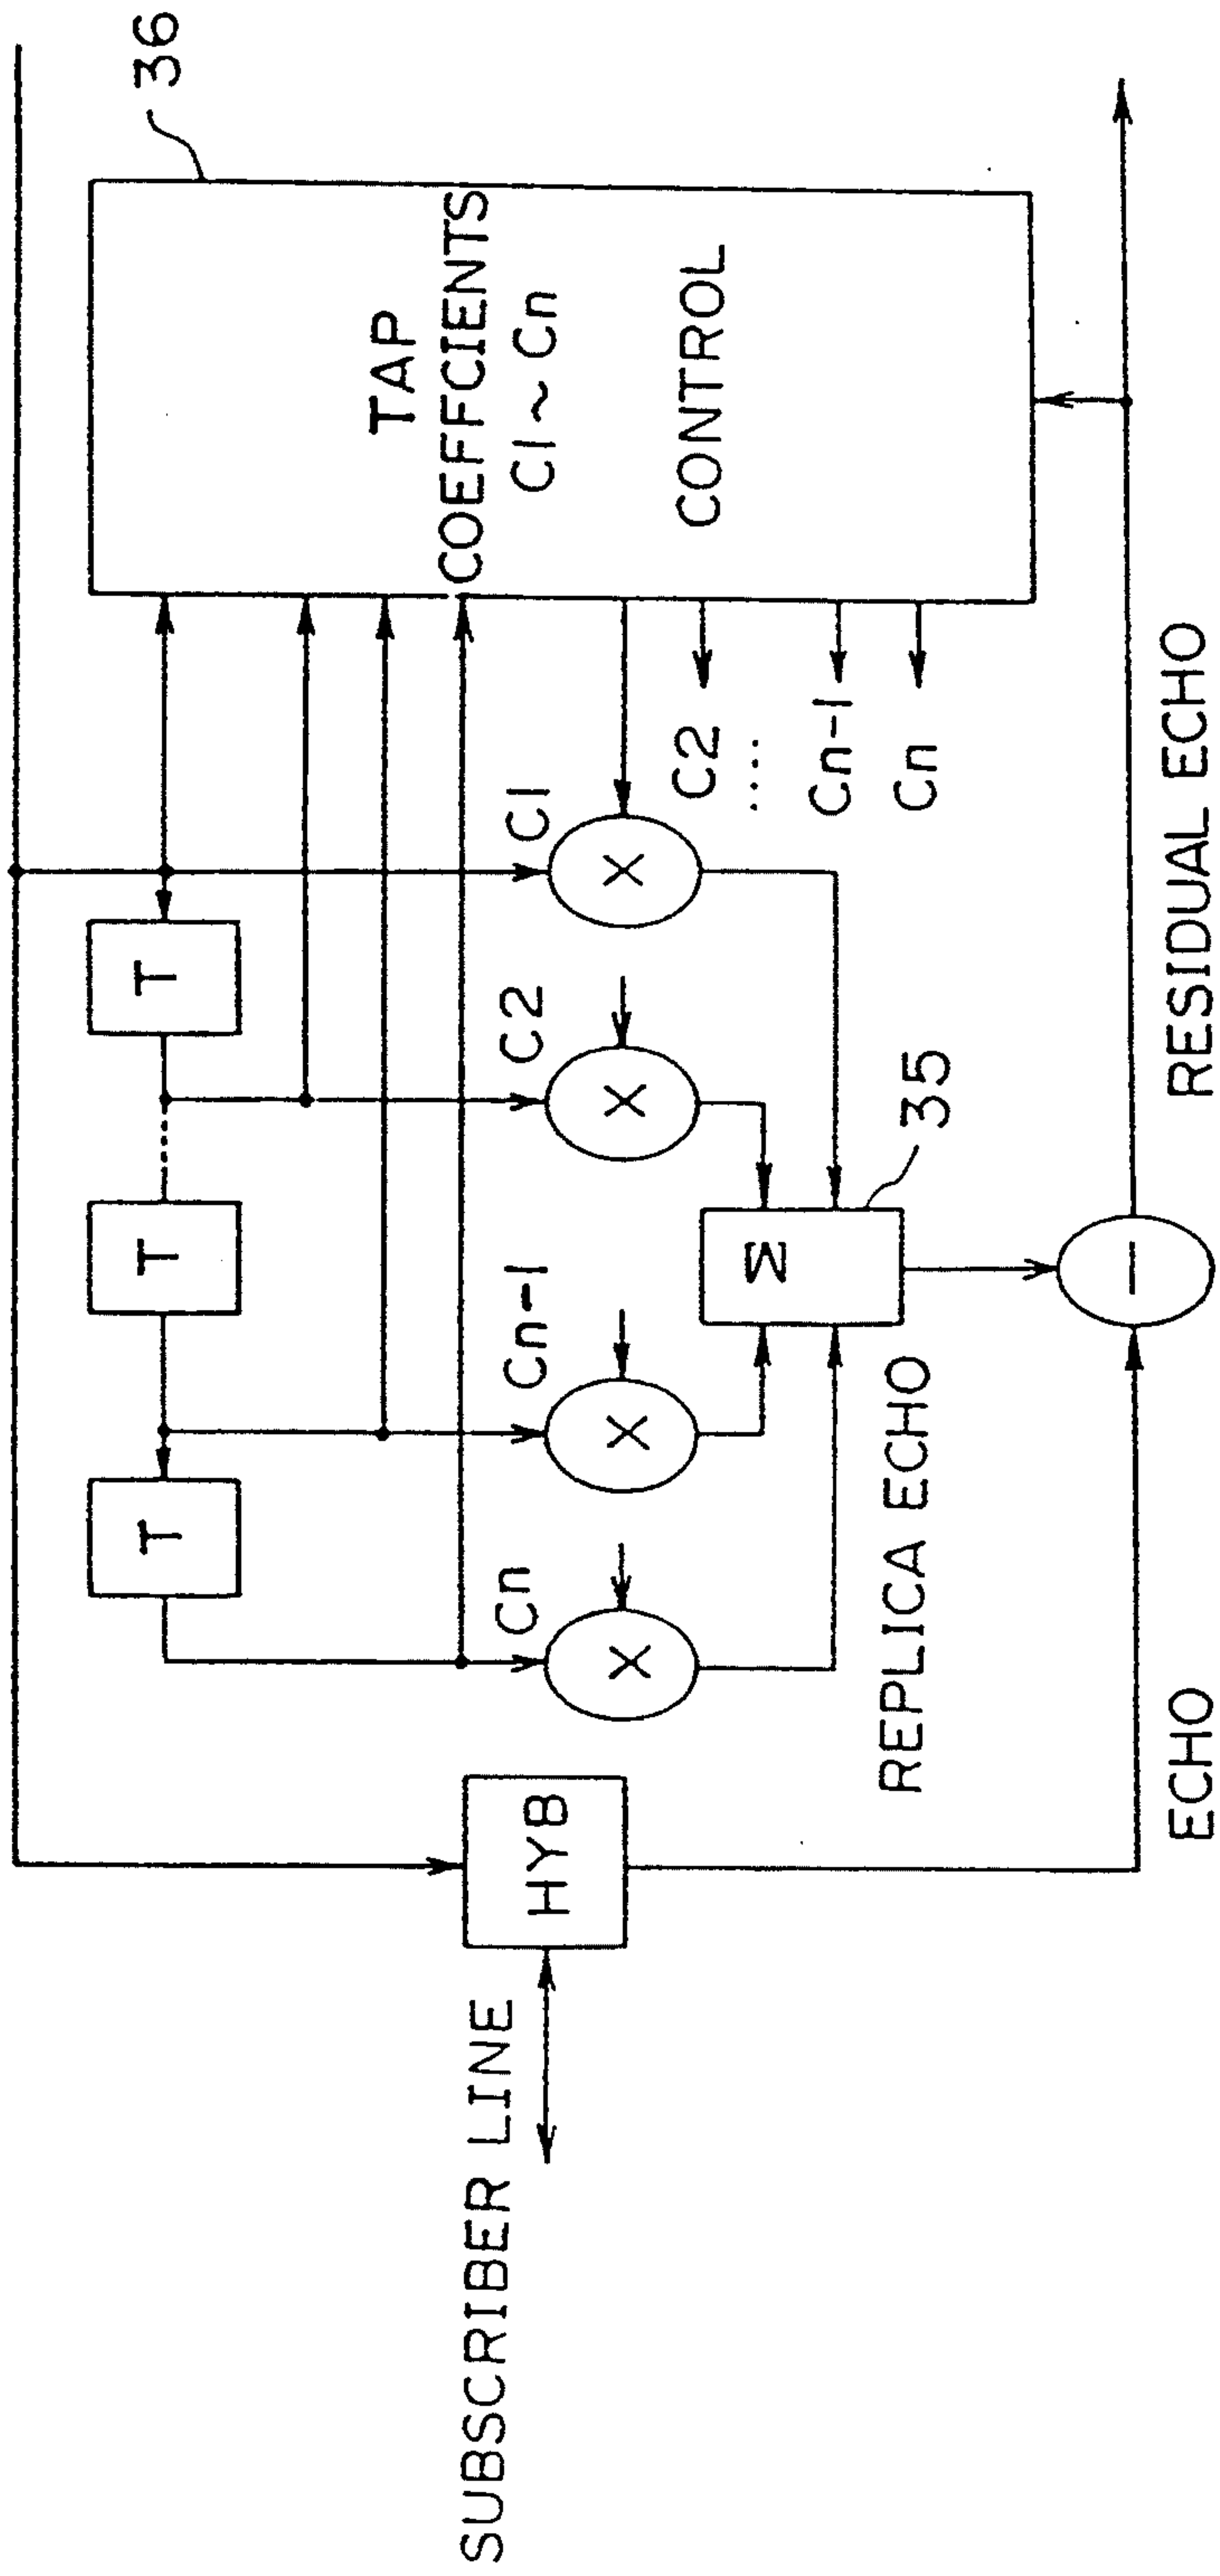 36
T
T
T
TAP
COEFFCIENTS
C1~Cn
CONTROL
Cn
Cn-1
C2
C1
C2
....
Cn-1
Cn
SUBSCRIBER LINE
HYB
Σ
35
REPLICA ECHO
×
×
×
×
−
ECHO
RESIDUAL ECHO